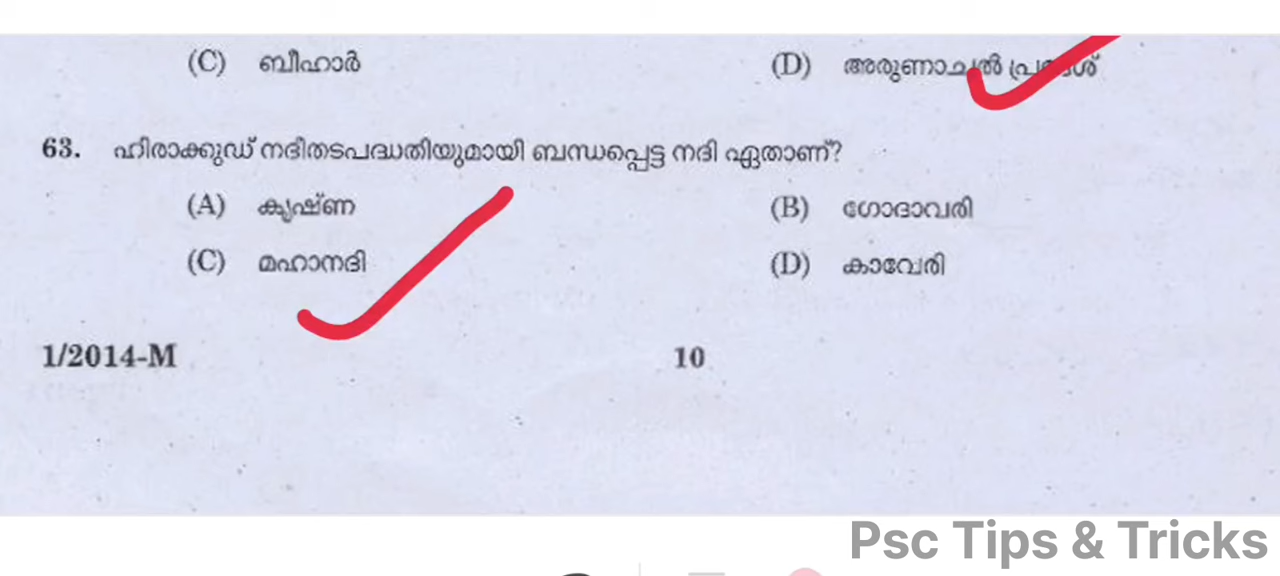 (C) ബീഹാർ (D) അരുണാചൽ പ്രദേശ്
63. ഹിരാക്കുഡ് നദീതടപദ്ധതിയുമായി ബന്ധപ്പെട്ട നദി ഏതാണ്?
(A) കൃഷ്ണ (B) ഗോദാവരി
(C) മഹാനദി (D) കാവേരി
1/2014-M 10
Psc Tips & Tricks